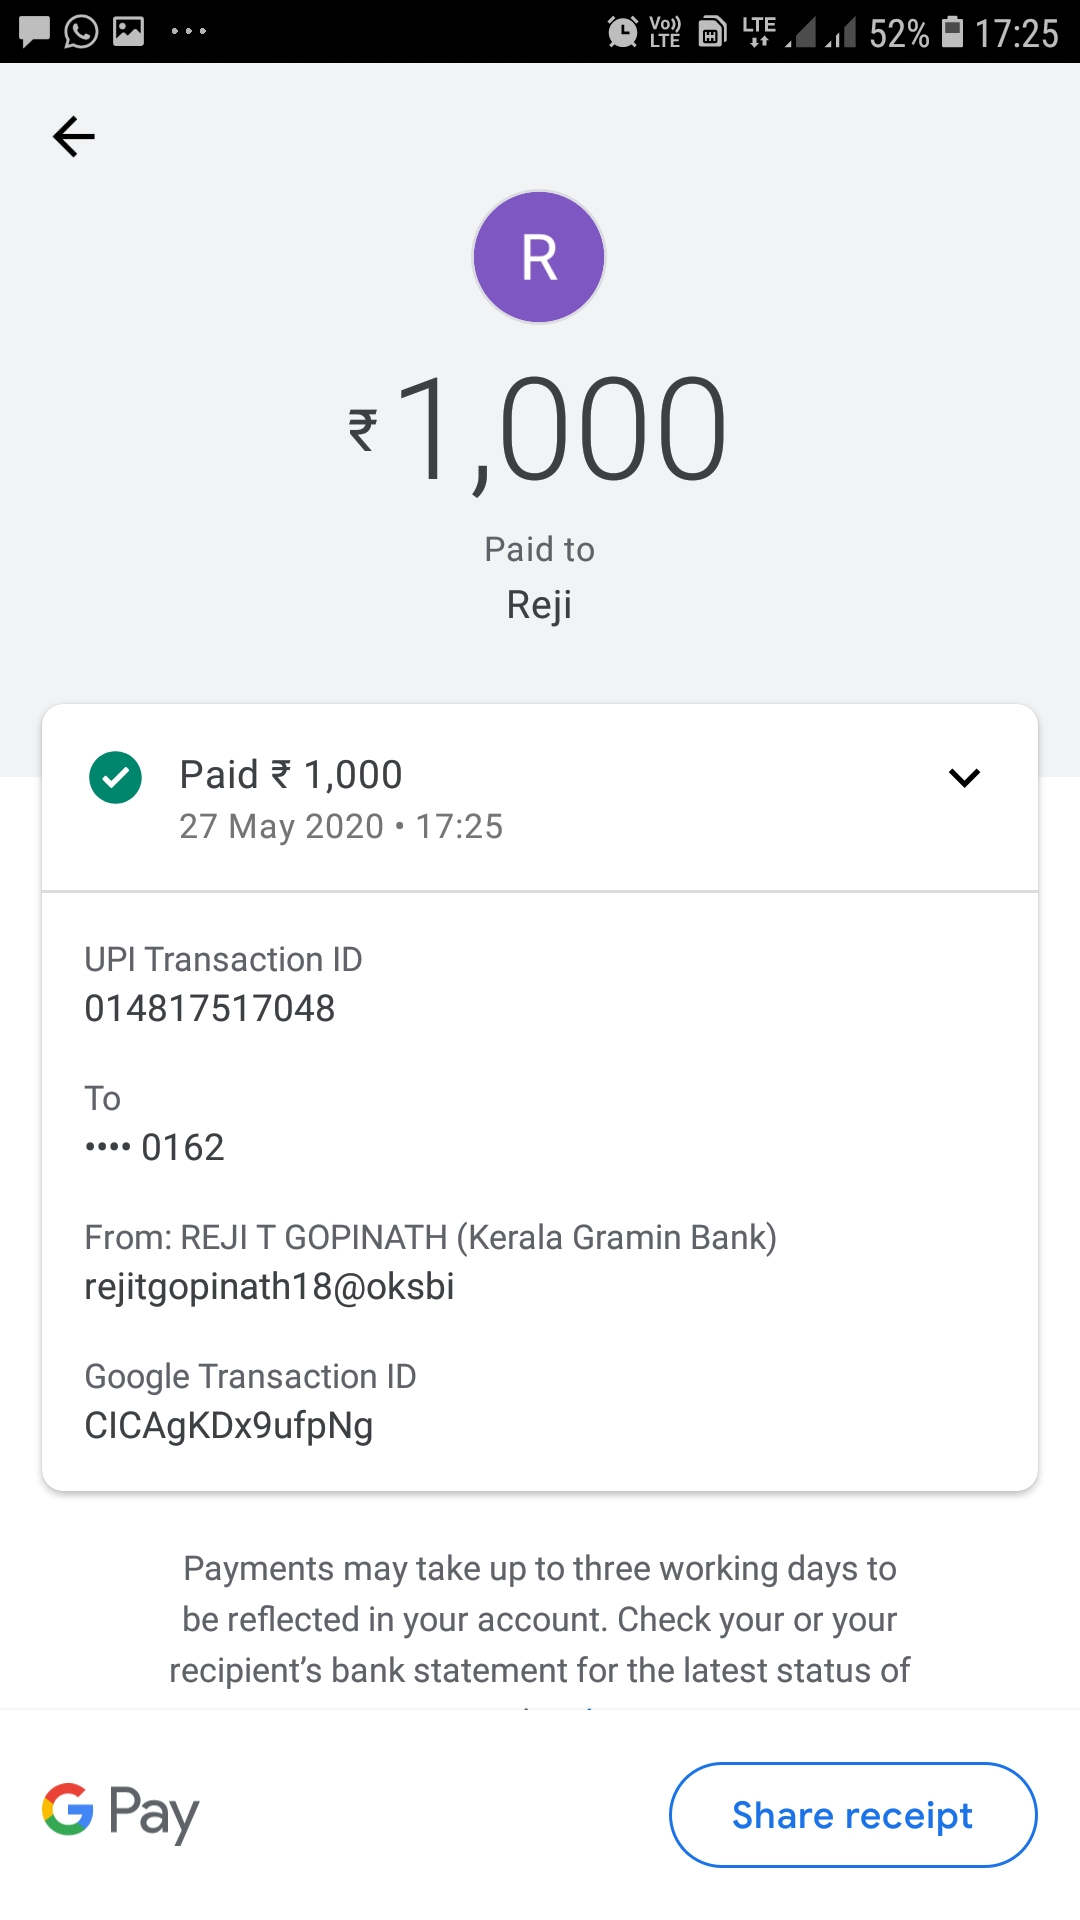 Vo))
LTE
LTE
52%
17:25
R
₹1,000
Paid to
Reji
Paid ₹ 1,000
27 May 2020 • 17:25
UPI Transaction ID
014817517048
To
•••• 0162
From: REJI T GOPINATH (Kerala Gramin Bank)
rejitgopinath18@oksbi
Google Transaction ID
CICAgKDx9ufpNg
Payments may take up to three working days to
be reflected in your account. Check your or your
recipient’s bank statement for the latest status of
G Pay
Share receipt